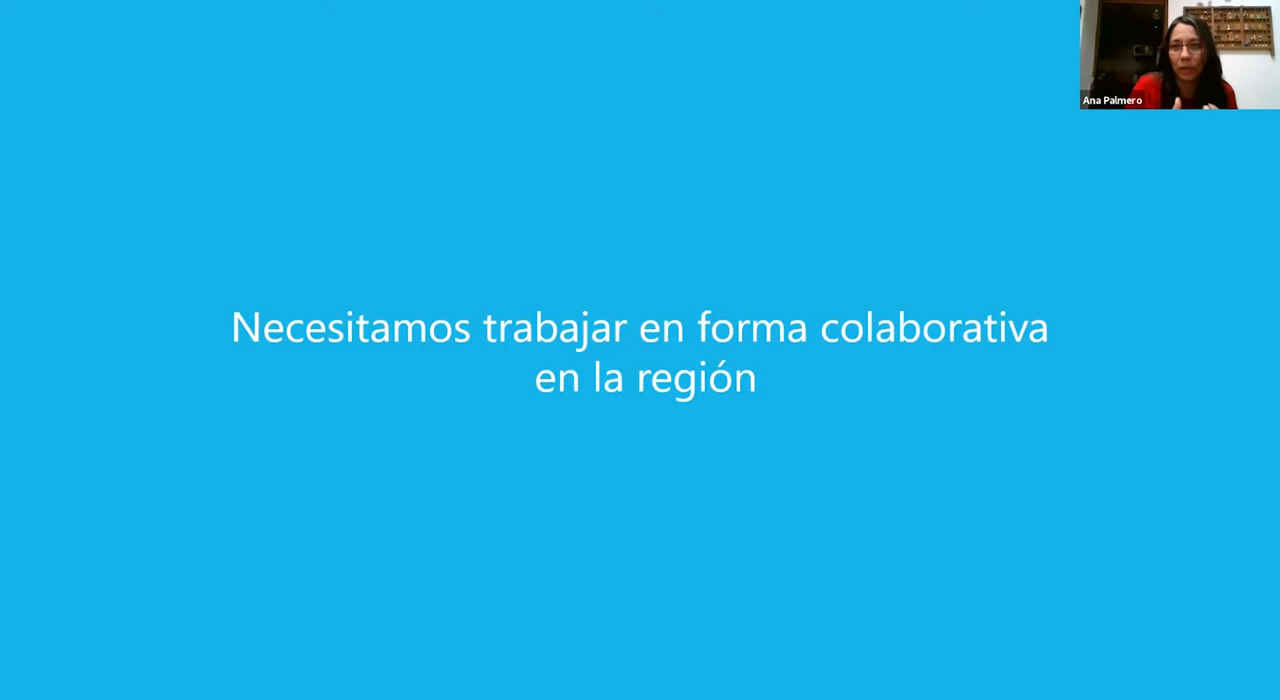 Ana Palmero
Necesitamos trabajar en forma colaborativa
en la región